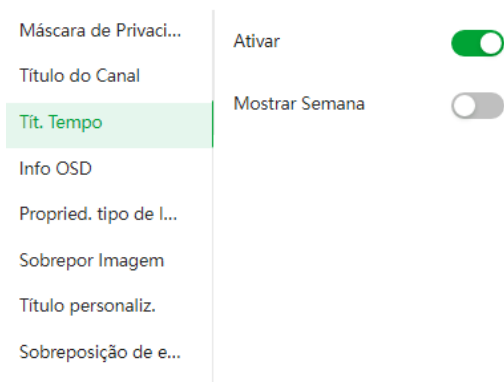 Máscara de Privaci...
Título do Canal
Tít. Tempo
Info OSD
Propried. tipo de l...
Sobrepor Imagem
Título personaliz.
Sobreposição de e...
Ativar
Mostrar Semana